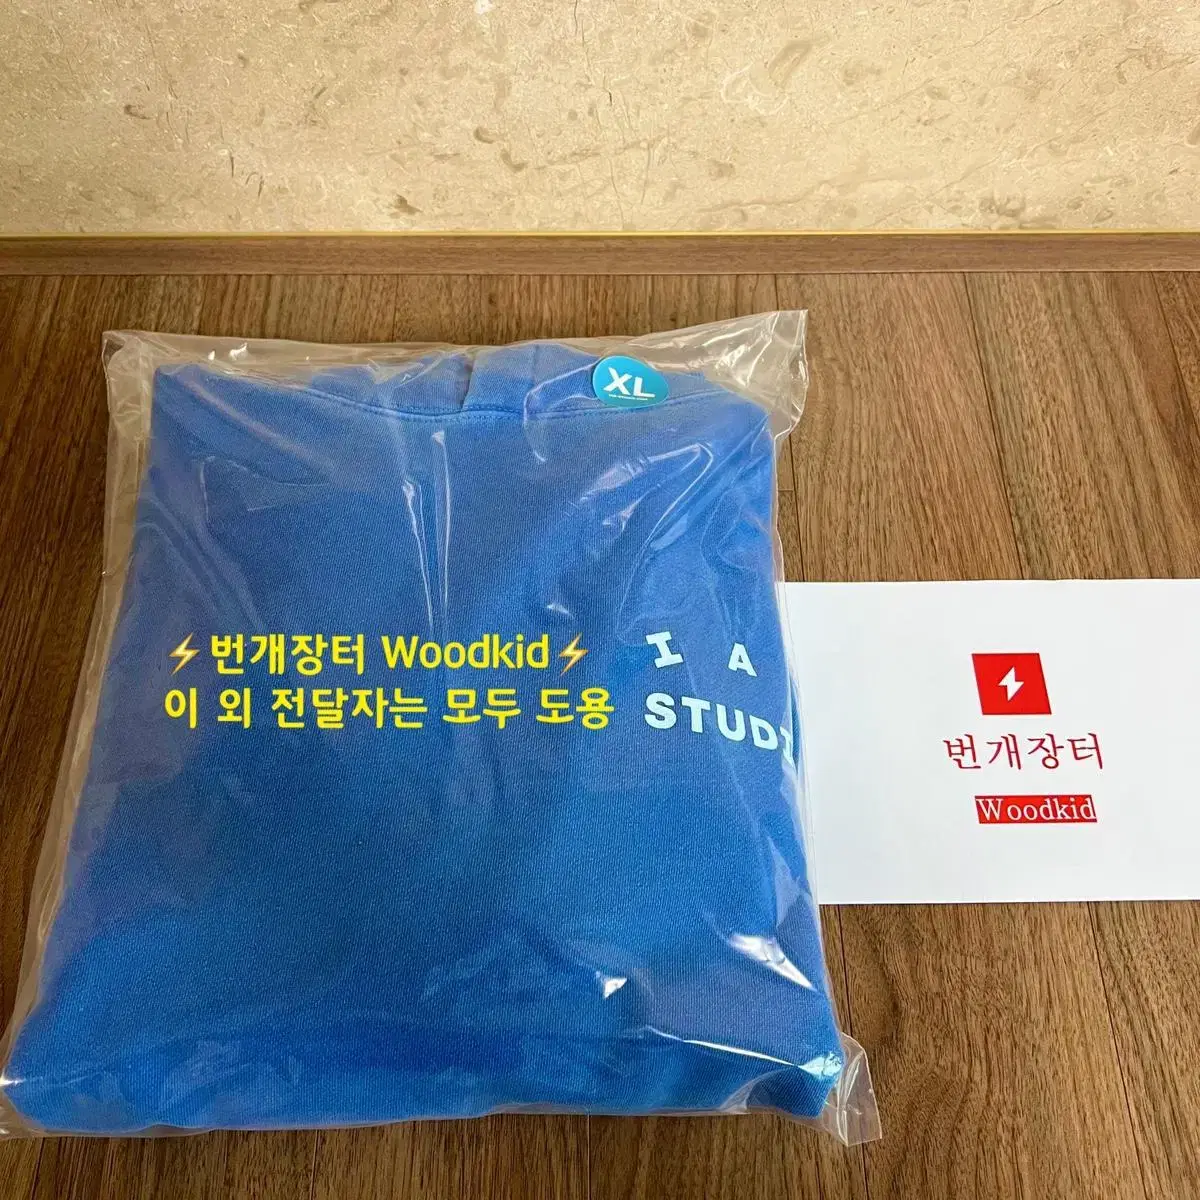 XL
⚡번개장터 Woodkid⚡
이 외 전달자는 모두 도용
I A
STUDI
번개장터
Woodkid